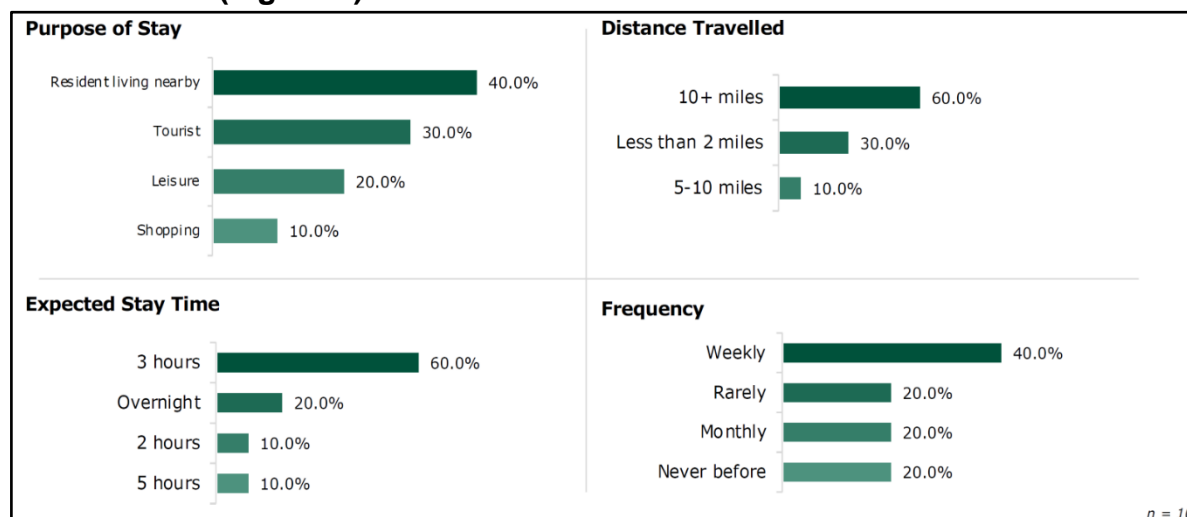 Purpose of Stay
Resident living nearby 40.0%
Tourist 30.0%
Leisure 20.0%
Shopping 10.0%
Distance Travelled
10+ miles 60.0%
Less than 2 miles 30.0%
5-10 miles 10.0%
Expected Stay Time
3 hours 60.0%
Overnight 20.0%
2 hours 10.0%
5 hours 10.0%
Frequency
Weekly 40.0%
Rarely 20.0%
Monthly 20.0%
Never before 20.0%
n =